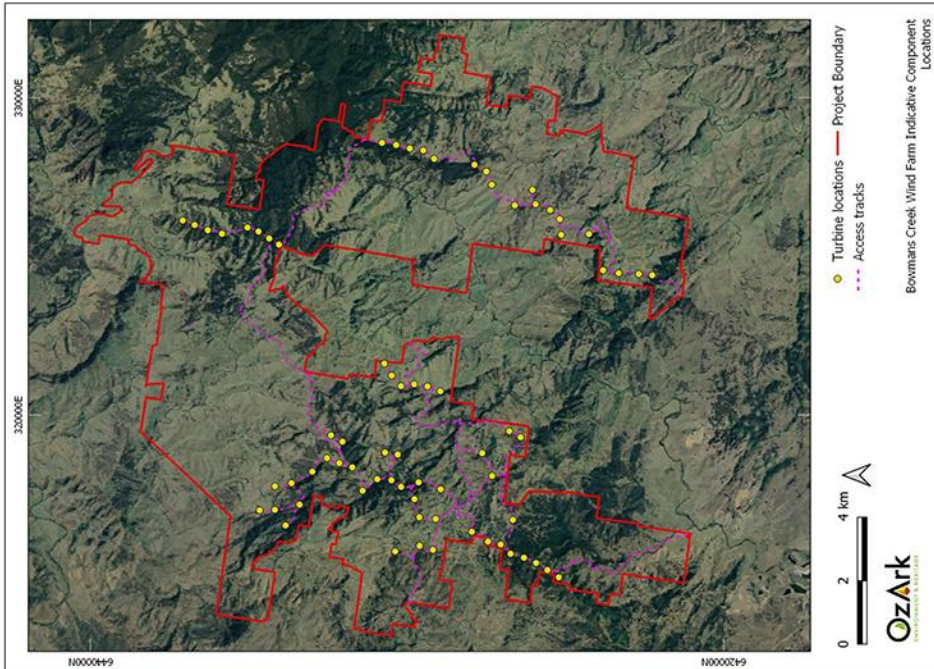 330000E
320000E
6440000N
6420000N
Turbine locations
Project Boundary
Access tracks
0
2
4 km
OzArk
ENVIRONMENT & HERITAGE
Bowmans Creek Wind Farm Indicative Component
Locations